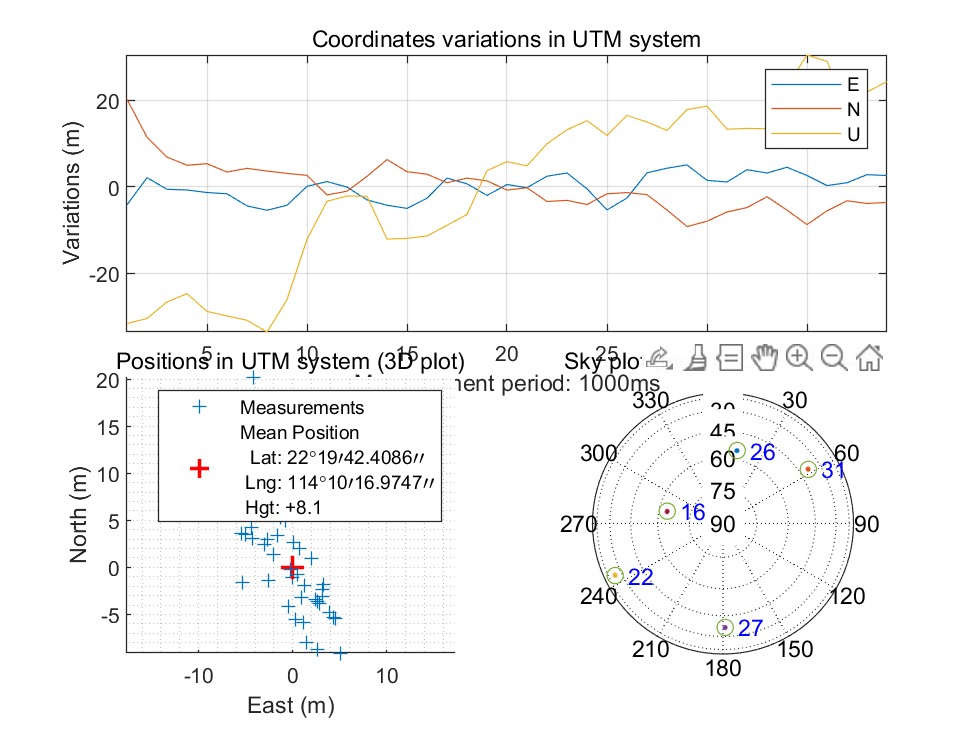 Coordinates variations in UTM system
20
0
-20
Variations (m)
E
N
U
5
10
15
20
25
nent period: 1000ms
Positions in UTM system (3D plot)
20
15
10
5
0
-5
North (m)
Measurements
Mean Position
Lat: 22°19′42.4086″
Lng: 114°10′16.9747″
Hgt: +8.1
-10
0
10
East (m)
Sky plo
330
30
300
60
270
90
240
120
210
150
180
30
45
60
75
90
26
31
16
22
27